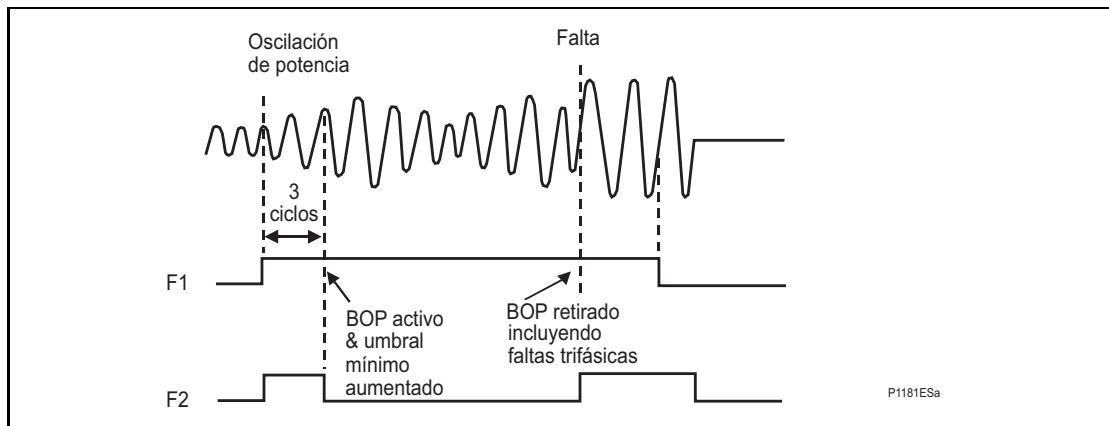 Oscilación
de potencia
Falta
3
ciclos
F1
BOP activo
& umbral
mínimo
aumentado
BOP retirado
incluyendo
faltas trifásicas
F2
P1181ESa